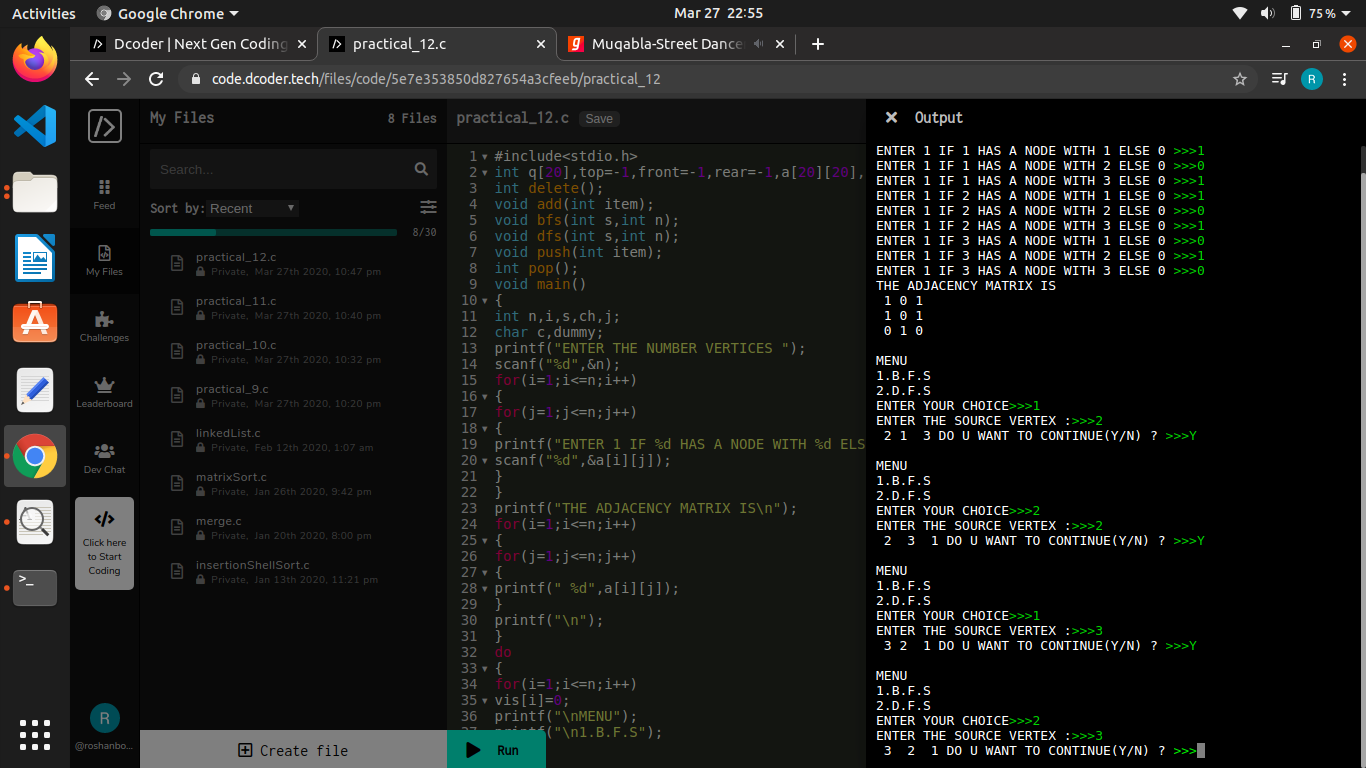 Activities Google Chrome Mar 27 22:55 75%
Dcoder | Next Gen Coding practical_12.c Muqabla-Street Dance
code.dcoder.tech/files/code/5e7e353850d827654a3cfeeb/practical_12 R
Feed
My Files
Challenges
Leaderboard
Dev Chat
</>
Click here
to Start
Coding
R
@roshanbo...
My Files 8 Files
Search...
Sort by: Recent
8/30
practical_12.c
Private, Mar 27th 2020, 10:47 pm
practical_11.c
Private, Mar 27th 2020, 10:40 pm
practical_10.c
Private, Mar 27th 2020, 10:32 pm
practical_9.c
Private, Mar 27th 2020, 10:20 pm
linkedList.c
Private, Feb 12th 2020, 1:07 am
matrixSort.c
Private, Jan 26th 2020, 9:42 pm
merge.c
Private, Jan 20th 2020, 8:00 pm
insertionShellSort.c
Private, Jan 13th 2020, 11:21 pm
Create file
practical_12.c Save
1 #include<stdio.h>
2 int q[20],top=-1,front=-1,rear=-1,a[20][20],
3 int delete();
4 void add(int item);
5 void bfs(int s,int n);
6 void dfs(int s,int n);
7 void push(int item);
8 int pop();
9 void main()
10 {
11 int n,i,s,ch,j;
12 char c,dummy;
13 printf("ENTER THE NUMBER VERTICES ");
14 scanf("%d",&n);
15 for(i=1;i<=n;i++)
16 {
17 for(j=1;j<=n;j++)
18 {
19 printf("ENTER 1 IF %d HAS A NODE WITH %d ELS
20 scanf("%d",&a[i][j]);
21 }
22 }
23 printf("THE ADJACENCY MATRIX IS\n");
24 for(i=1;i<=n;i++)
25 {
26 for(j=1;j<=n;j++)
27 {
28 printf(" %d",a[i][j]);
29 }
30 printf("\n");
31 }
32 do
33 {
34 for(i=1;i<=n;i++)
35 vis[i]=0;
36 printf("\nMENU");
37 printf("\n1.B.F.S");
Run
Output
ENTER 1 IF 1 HAS A NODE WITH 1 ELSE 0 >>>1
ENTER 1 IF 1 HAS A NODE WITH 2 ELSE 0 >>>0
ENTER 1 IF 1 HAS A NODE WITH 3 ELSE 0 >>>1
ENTER 1 IF 2 HAS A NODE WITH 1 ELSE 0 >>>1
ENTER 1 IF 2 HAS A NODE WITH 2 ELSE 0 >>>0
ENTER 1 IF 2 HAS A NODE WITH 3 ELSE 0 >>>1
ENTER 1 IF 3 HAS A NODE WITH 1 ELSE 0 >>>0
ENTER 1 IF 3 HAS A NODE WITH 2 ELSE 0 >>>1
ENTER 1 IF 3 HAS A NODE WITH 3 ELSE 0 >>>0
THE ADJACENCY MATRIX IS
1 0 1
1 0 1
0 1 0
MENU
1.B.F.S
2.D.F.S
ENTER YOUR CHOICE>>>1
ENTER THE SOURCE VERTEX :>>>2
2 1 3 DO U WANT TO CONTINUE(Y/N) ? >>>Y
MENU
1.B.F.S
2.D.F.S
ENTER YOUR CHOICE>>>2
ENTER THE SOURCE VERTEX :>>>2
2 3 1 DO U WANT TO CONTINUE(Y/N) ? >>>Y
MENU
1.B.F.S
2.D.F.S
ENTER YOUR CHOICE>>>1
ENTER THE SOURCE VERTEX :>>>3
3 2 1 DO U WANT TO CONTINUE(Y/N) ? >>>Y
MENU
1.B.F.S
2.D.F.S
ENTER YOUR CHOICE>>>2
ENTER THE SOURCE VERTEX :>>>3
3 2 1 DO U WANT TO CONTINUE(Y/N) ? >>>